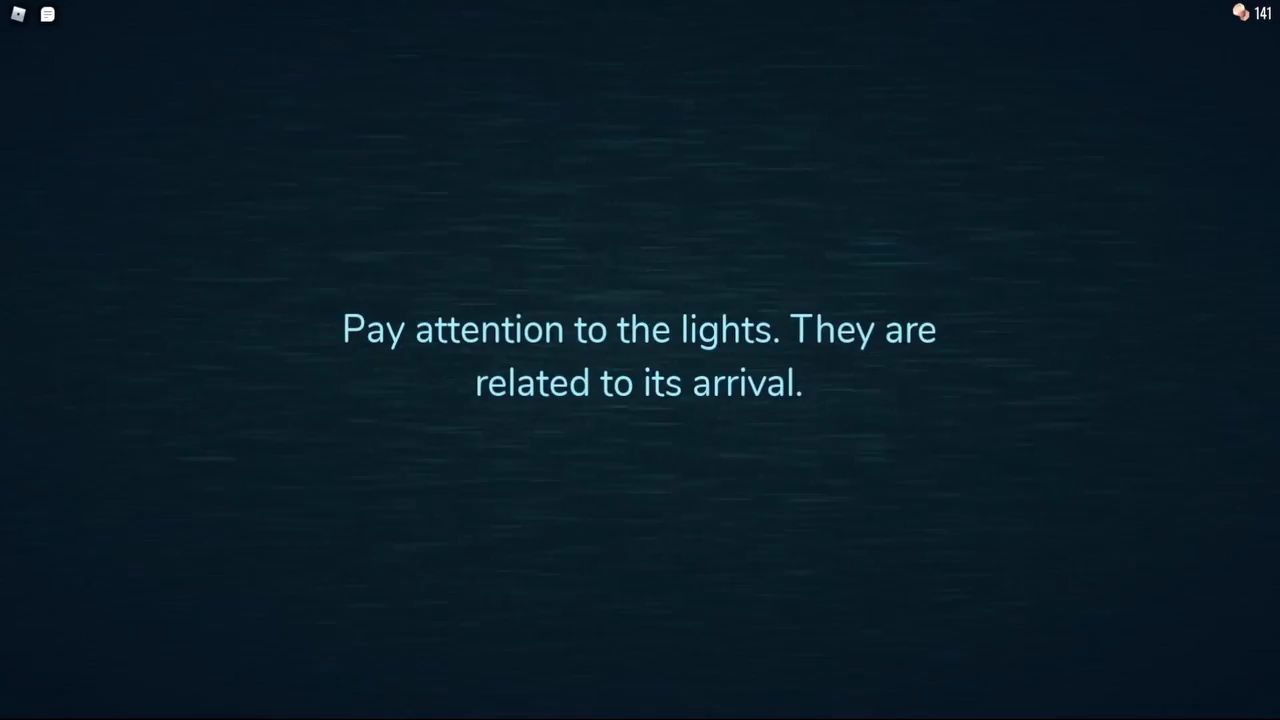 141
Pay attention to the lights. They are
related to its arrival.